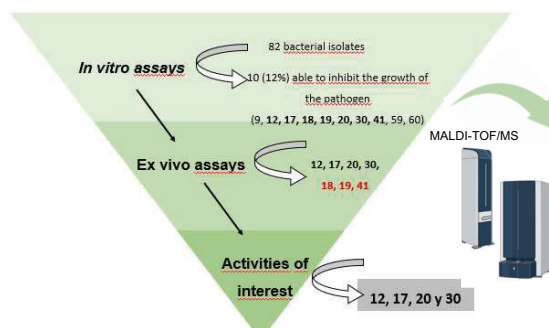 82 bacterial isolates
In vitro assays
10 (12%) able to inhibit the growth of
the pathogen
(9, 12, 17, 18, 19, 20, 30, 41, 59, 60)
MALDI-TOF/MS
Ex vivo assays
12, 17, 20, 30,
18, 19, 41
Activities of
interest
12, 17, 20 y 30